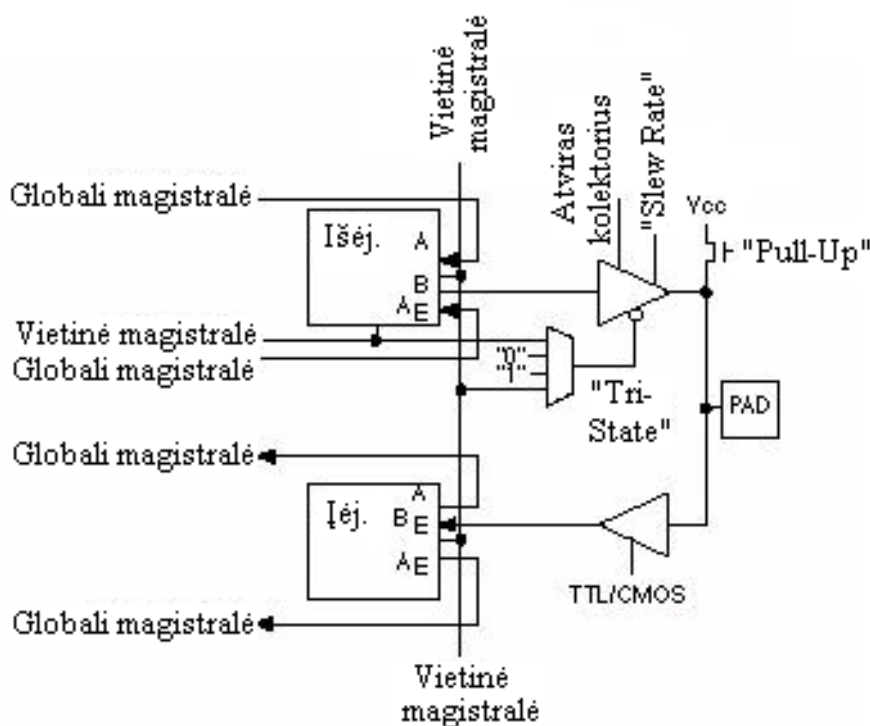 Vietinė
magistralė
Atviras
kolektorius
"Slew Rate"
Globali magistralė
Vcc
Išėj.
A
"Pull-Up"
B
AE
Vietinė magistralė
Globali magistralė
"0"
"1"
"Tri-
State"
PAD
Globali magistralė
A
Įėj.
BE
AE
TTL/CMOS
Globali magistralė
Vietinė
magistralė